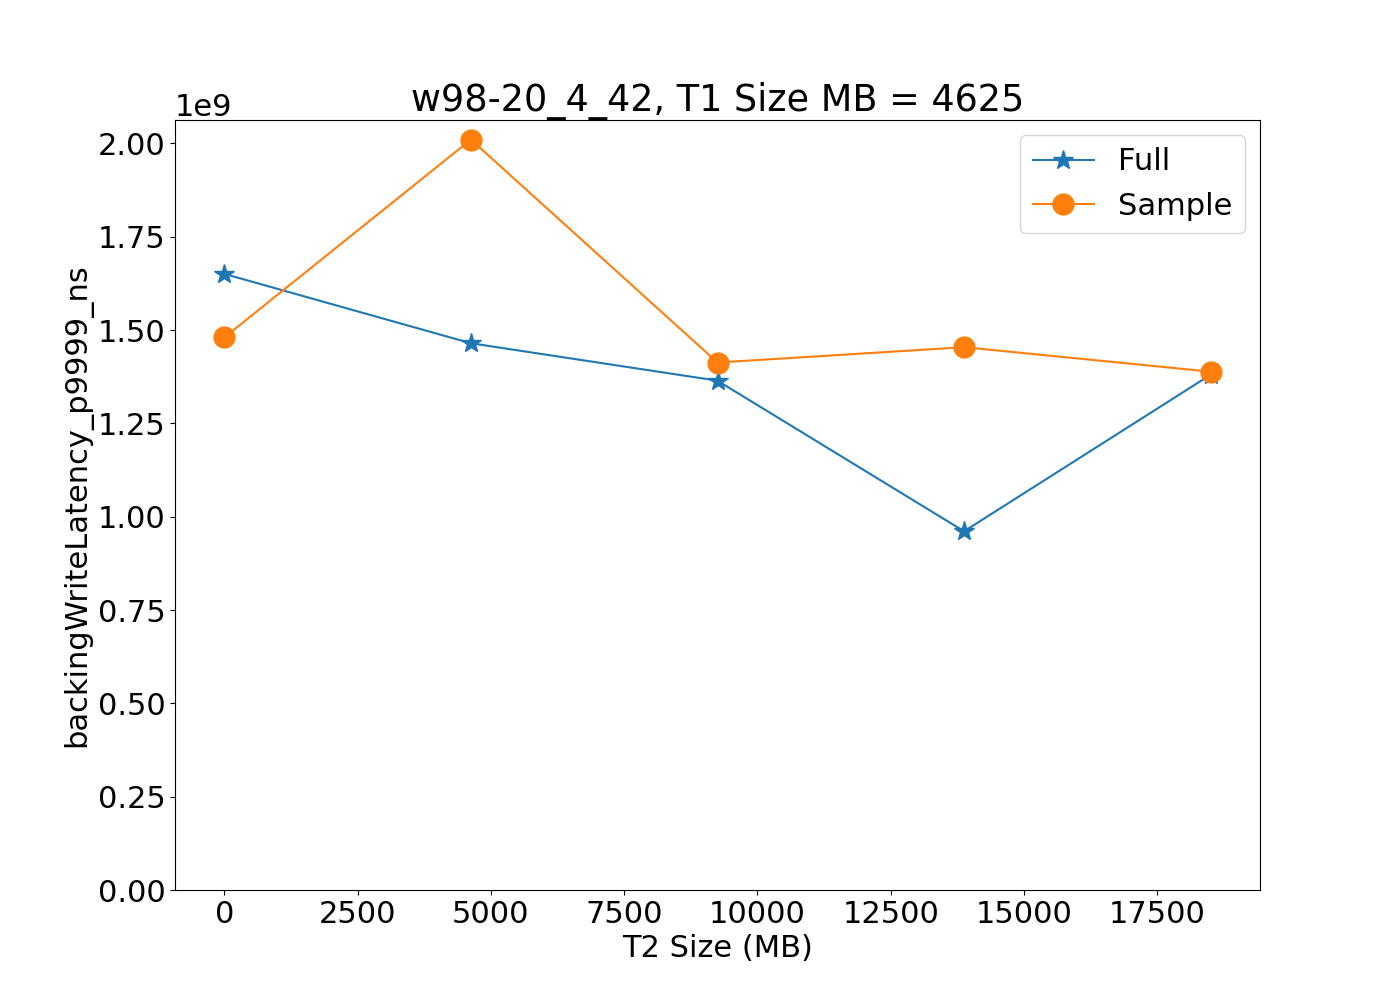 w98-20_4_42, T1 Size MB = 4625
1e9
2.00
1.75
1.50
1.25
1.00
0.75
0.50
0.25
0.00
backingWriteLatency_p9999_ns
Full
Sample
0 2500 5000 7500 10000 12500 15000 17500
T2 Size (MB)